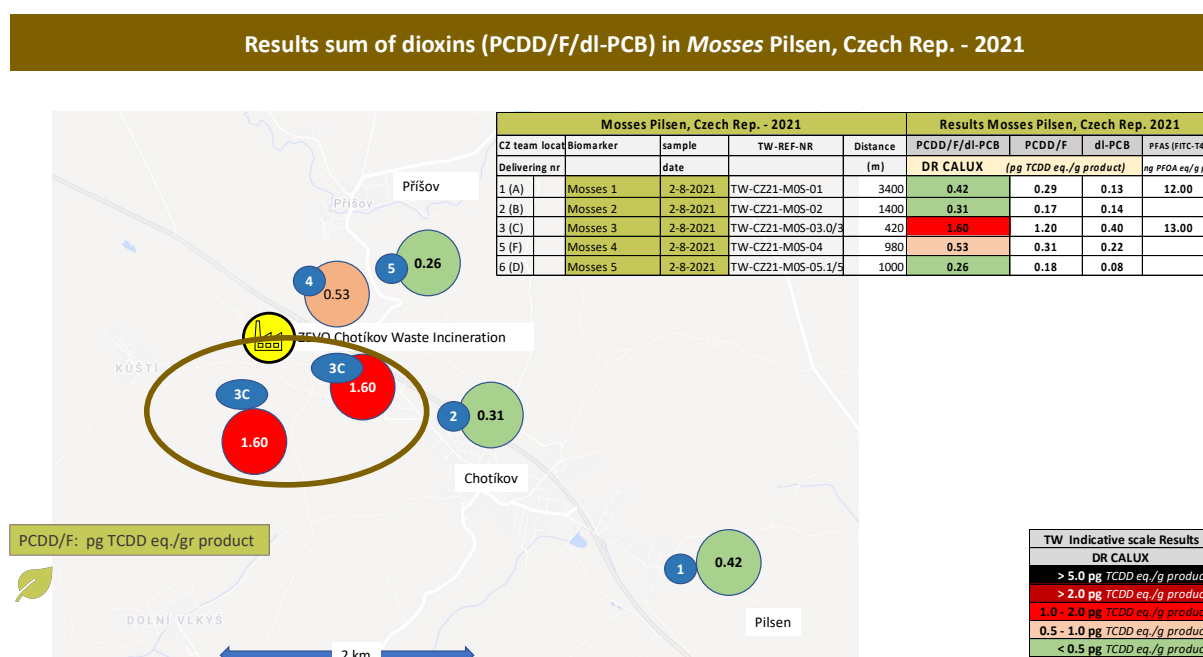 Results sum of dioxins (PCDD/F/dl-PCB) in Mosses Pilsen, Czech Rep. - 2021
Mosses Pilsen, Czech Rep. - 2021 Results Mosses Pilsen, Czech Rep. 2021
CZ team locat Biomarker sample TW-REF-NR Distance PCDD/F/dl-PCB PCDD/F dl-PCB PFAS (FITC-T4
Delivering nr date (m) DR CALUX (pg TCDD eq./g product) ng PFOA eq/g p
1 (A) Mosses 1 2-8-2021 TW-CZ21-M0S-01 3400 0.42 0.29 0.13 12.00
2 (B) Mosses 2 2-8-2021 TW-CZ21-M0S-02 1400 0.31 0.17 0.14
3 (C) Mosses 3 2-8-2021 TW-CZ21-M0S-03.0/3 420 1.60 1.20 0.40 13.00
5 (F) Mosses 4 2-8-2021 TW-CZ21-M0S-04 980 0.53 0.31 0.22
6 (D) Mosses 5 2-8-2021 TW-CZ21-M0S-05.1/5 1000 0.26 0.18 0.08
Příšov
Příšov
5 0.26
4 0.53
ZEVO Chotíkov Waste Incineration
KŮŠTÍ
3C 1.60
3C 1.60
2 0.31
Chotíkov
PCDD/F: pg TCDD eq./gr product
1 0.42
DOLNÍ VLKÝŠ
Pilsen
2 km
TW Indicative scale Results
DR CALUX
> 5.0 pg TCDD eq./g produc
> 2.0 pg TCDD eq./g produc
1.0 - 2.0 pg TCDD eq./g produc
0.5 - 1.0 pg TCDD eq./g produc
< 0.5 pg TCDD eq./g produc